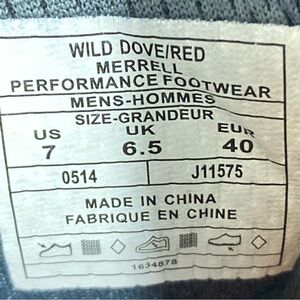 WILD DOVE/RED
MERRELL
PERFORMANCE FOOTWEAR
MENS-HOMMES
SIZE-GRANDEUR
US UK EUR
7 6.5 40
0514 J11575
MADE IN CHINA
FABRIQUE EN CHINE
1634878